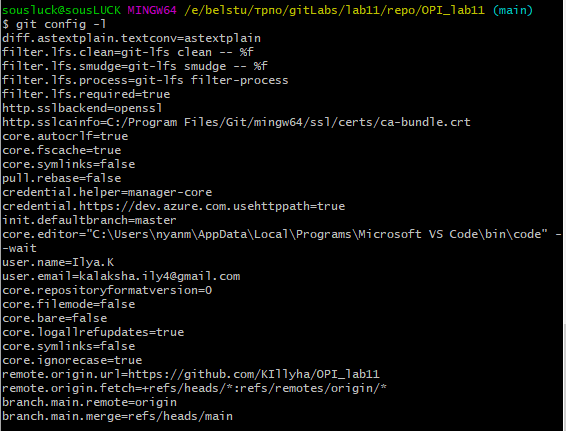 sousluck@sousLUCK MINGW64 /e/belstu/трпо/gitLabs/lab11/repo/OPI_lab11 (main)
$ git config -l
diff.astextplain.textconv=astextplain
filter.lfs.clean=git-lfs clean -- %f
filter.lfs.smudge=git-lfs smudge -- %f
filter.lfs.process=git-lfs filter-process
filter.lfs.required=true
http.sslbackend=openssl
http.sslcainfo=C:/Program Files/Git/mingw64/ssl/certs/ca-bundle.crt
core.autocrlf=true
core.fscache=true
core.symlinks=false
pull.rebase=false
credential.helper=manager-core
credential.https://dev.azure.com.usehttppath=true
init.defaultbranch=master
core.editor="C:\Users\nyanm\AppData\Local\Programs\Microsoft VS Code\bin\code" -
-wait
user.name=Ilya.K
user.email=kalaksha.ily4@gmail.com
core.repositoryformatversion=0
core.filemode=false
core.bare=false
core.logallrefupdates=true
core.symlinks=false
core.ignorecase=true
remote.origin.url=https://github.com/KIllyha/OPI_lab11
remote.origin.fetch=+refs/heads/*:refs/remotes/origin/*
branch.main.remote=origin
branch.main.merge=refs/heads/main